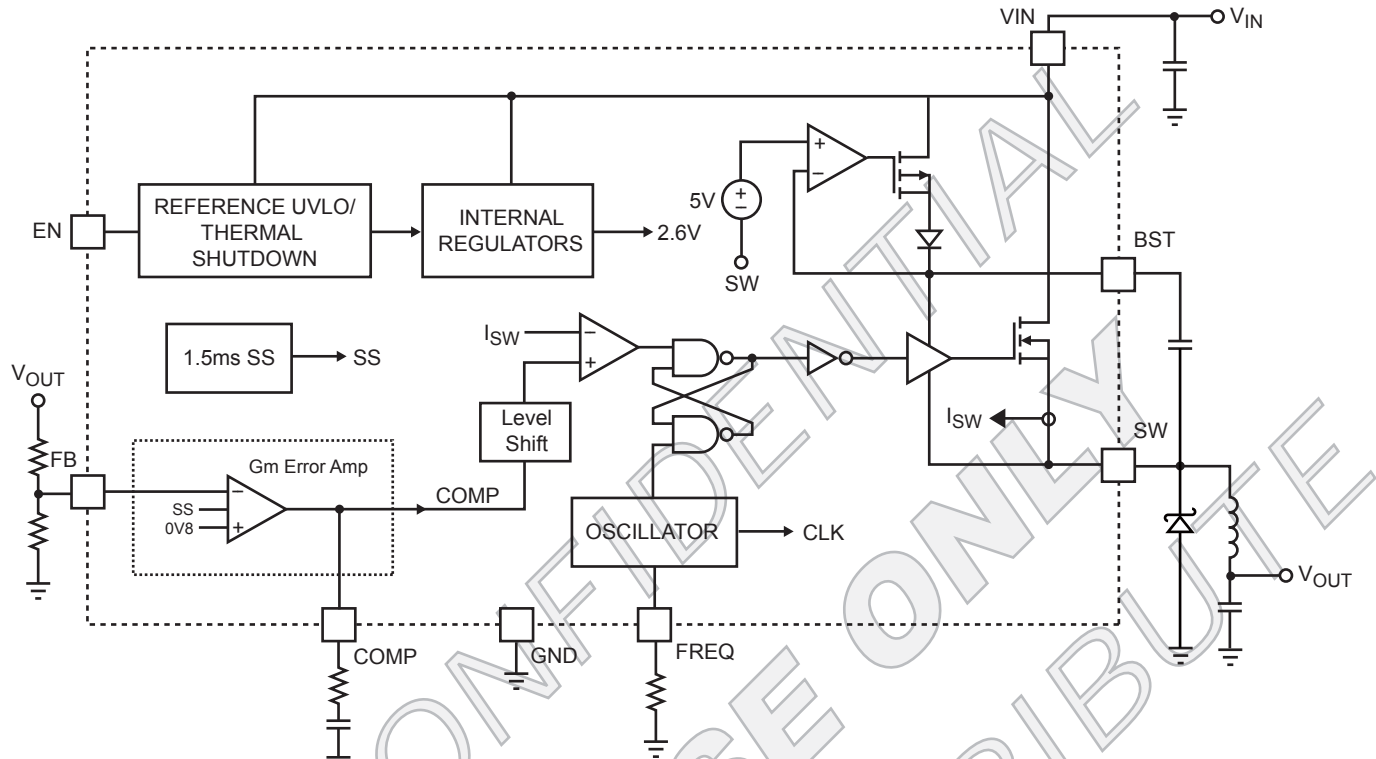 VIN
V_IN
REFERENCE UVLO/
THERMAL
SHUTDOWN
INTERNAL
REGULATORS
2.6V
EN
5V
+
−
+
−
SW
BST
1.5ms SS
SS
I_SW
−
+
V_OUT
Level
Shift
I_SW
SW
FB
Gm Error Amp
−
SS
0V8
+
COMP
OSCILLATOR
CLK
V_OUT
COMP
GND
FREQ
CONFIDENTIAL
USE ONLY